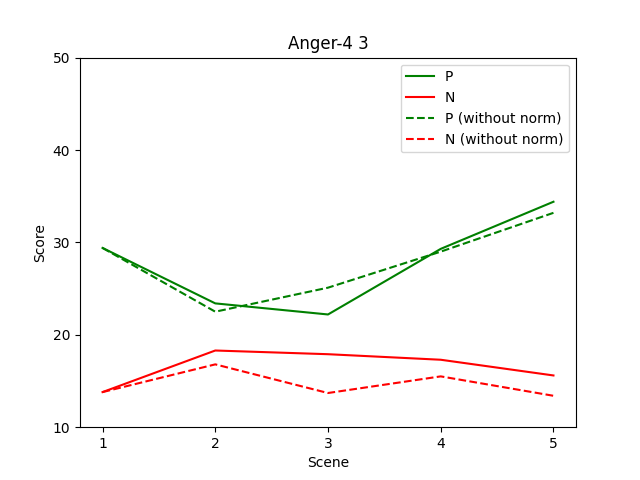 Anger-4 3
P
N
P (without norm)
N (without norm)
50
40
30
20
10
Score
1 2 3 4 5
Scene